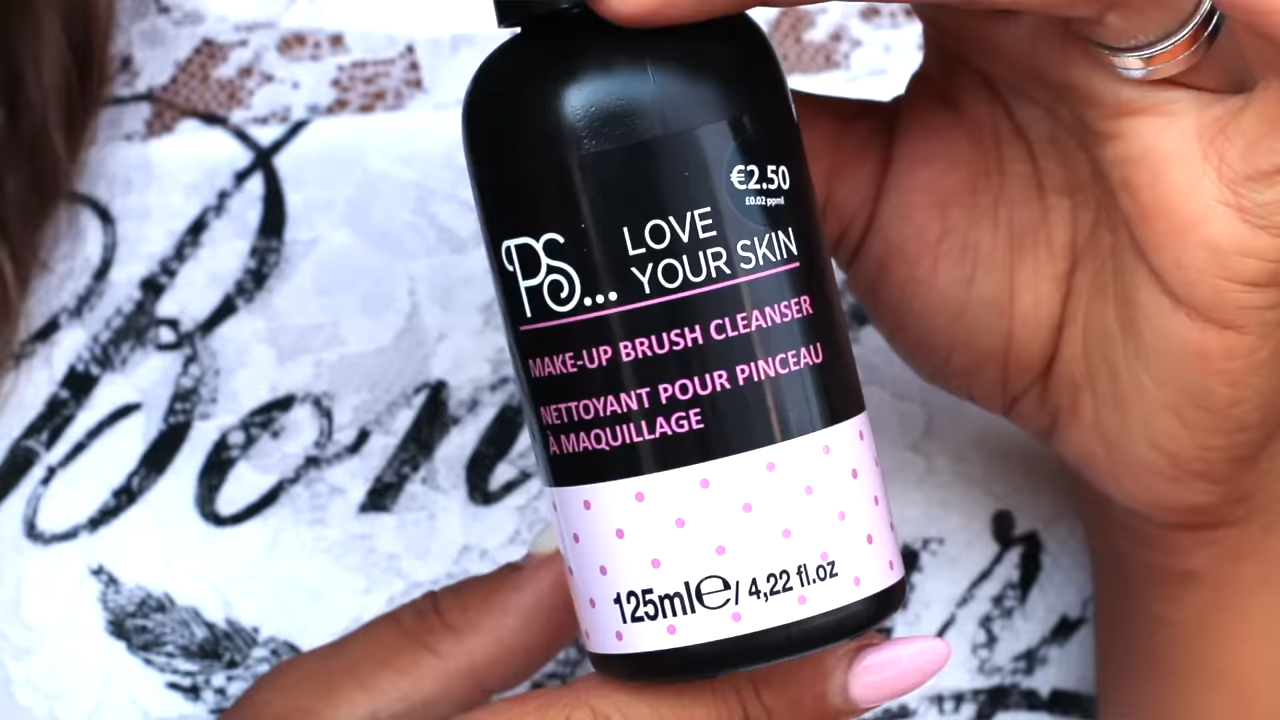 €2.50
£0.02 ppml
PS... LOVE
YOUR SKIN
MAKE-UP BRUSH CLEANSER
NETTOYANT POUR PINCEAU
À MAQUILLAGE
125ml℮/ 4,22 fl.oz
Bon